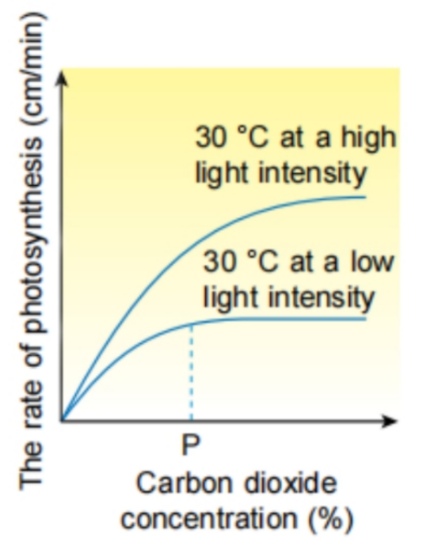 The rate of photosynthesis (cm/min)
30 °C at a high
light intensity
30 °C at a low
light intensity
P
Carbon dioxide
concentration (%)